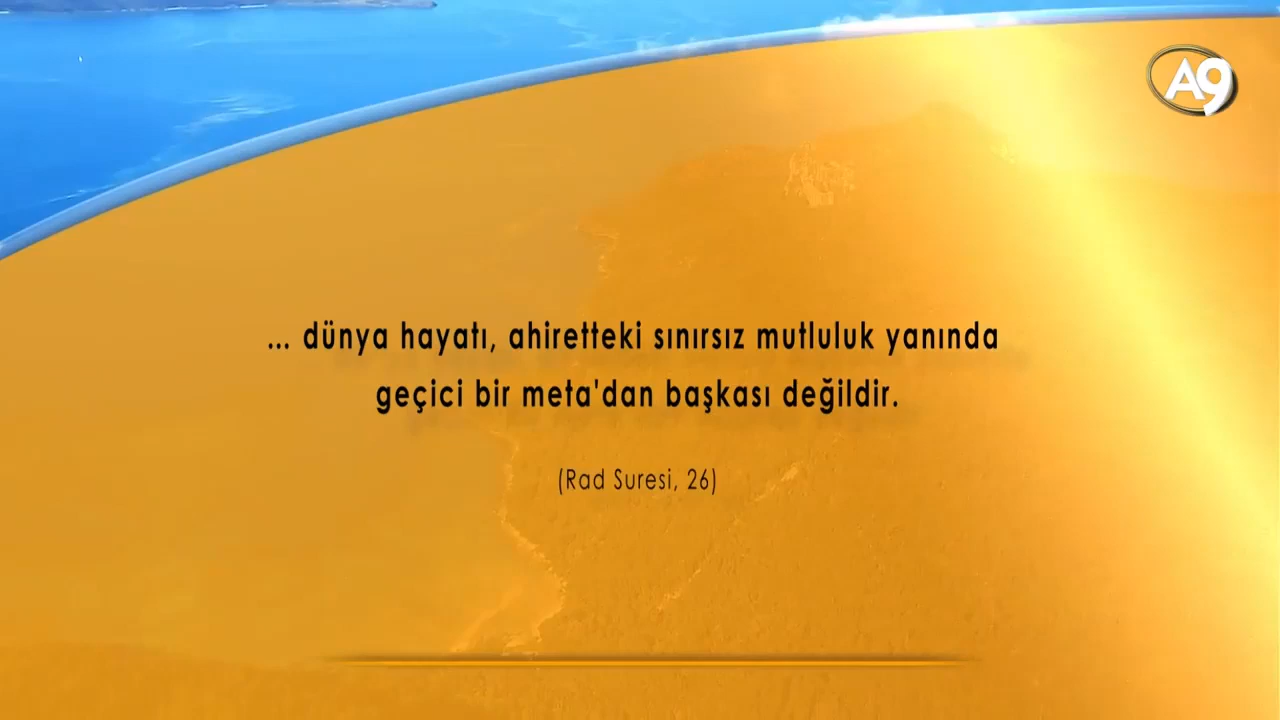 A9
... dünya hayatı, ahiretteki sınırsız mutluluk yanında
geçici bir meta'dan başkası değildir.
(Rad Suresi, 26)